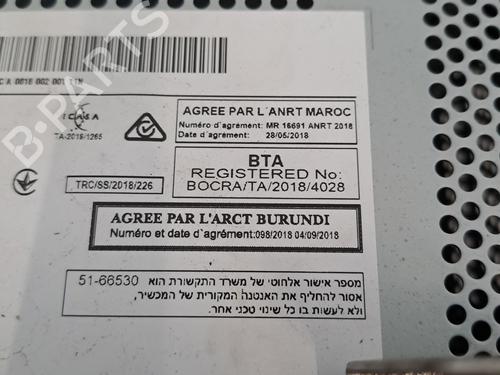 ICASA
TA-2018/1265
AGREE PAR L'ANRT MAROC
Numéro d'agrément: MR 16691 ANRT 2018
Date d'agrément: 28/05/2018
TRC/SS/2018/226
BTA
REGISTERED No:
BOCRA/TA/2018/4028
AGREE PAR L'ARCT BURUNDI
Numéro et date d`agrément:098/2018 04/09/2018
51-66530 מספר אישור אלחוטי של משרד התקשורת הוא
אסור להחליף את האנטנה המקורית של המכשיר,
ולא לעשות בו כל שינוי טכני אחר.
B-PARTS